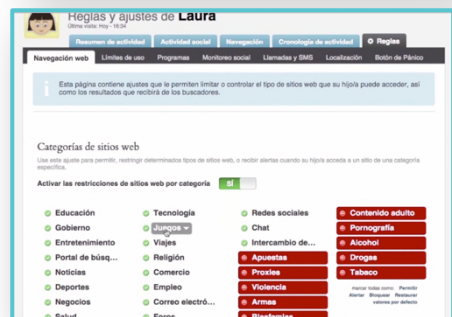 Reglas y ajustes de Laura
Última visita: Hoy - 16:34
Resumen de actividad Actividad social Navegación Cronología de actividad Reglas
Navegación web Límites de uso Programas Monitoreo social Llamadas y SMS Localización Botón de Pánico
Esta página contiene ajustes que le permiten limitar o controlar el tipo de sitios web que su hijo/a puede acceder, así
como los resultados que recibirá de los buscadores.
Categorías de sitios web
Use este ajuste para permitir, restringir determinados tipos de sitios web, o recibir alertas cuando su hijo/a acceda a un sitio de una categoría
específica.
Activar las restricciones de sitios web por categoría SÍ
Educación Tecnología Redes sociales Contenido adulto
Gobierno Juegos Chat Pornografía
Entretenimiento Viajes Intercambio de... Alcohol
Portal de búsq... Religión Apuestas Drogas
Noticias Comercio Proxies Tabaco
Deportes Empleo Violencia marcar todas como: Permitir
Negocios Correo electró... Armas Alertar Bloquear Restaurar
valores por defecto
Salud Foros Blasfemias